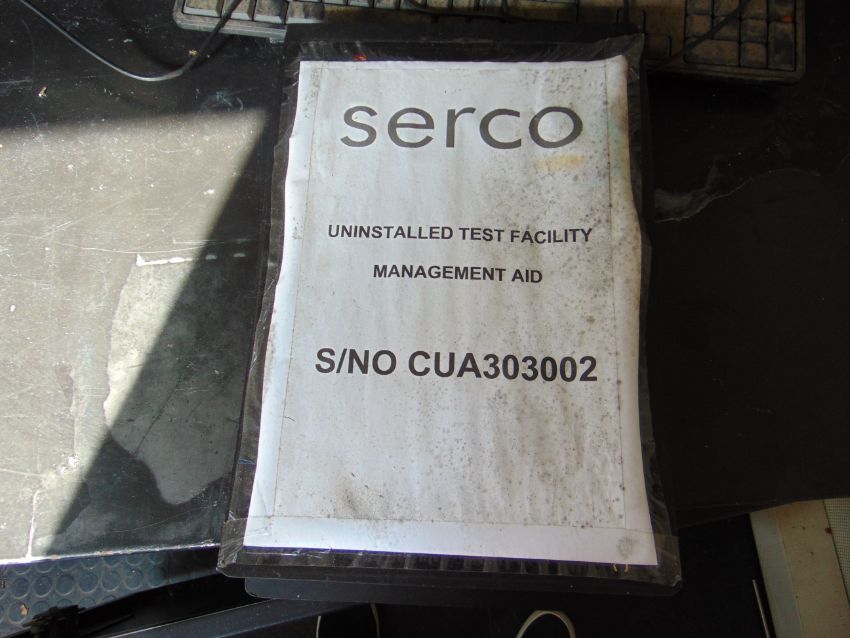 serco
UNINSTALLED TEST FACILITY
MANAGEMENT AID
S/NO CUA303002